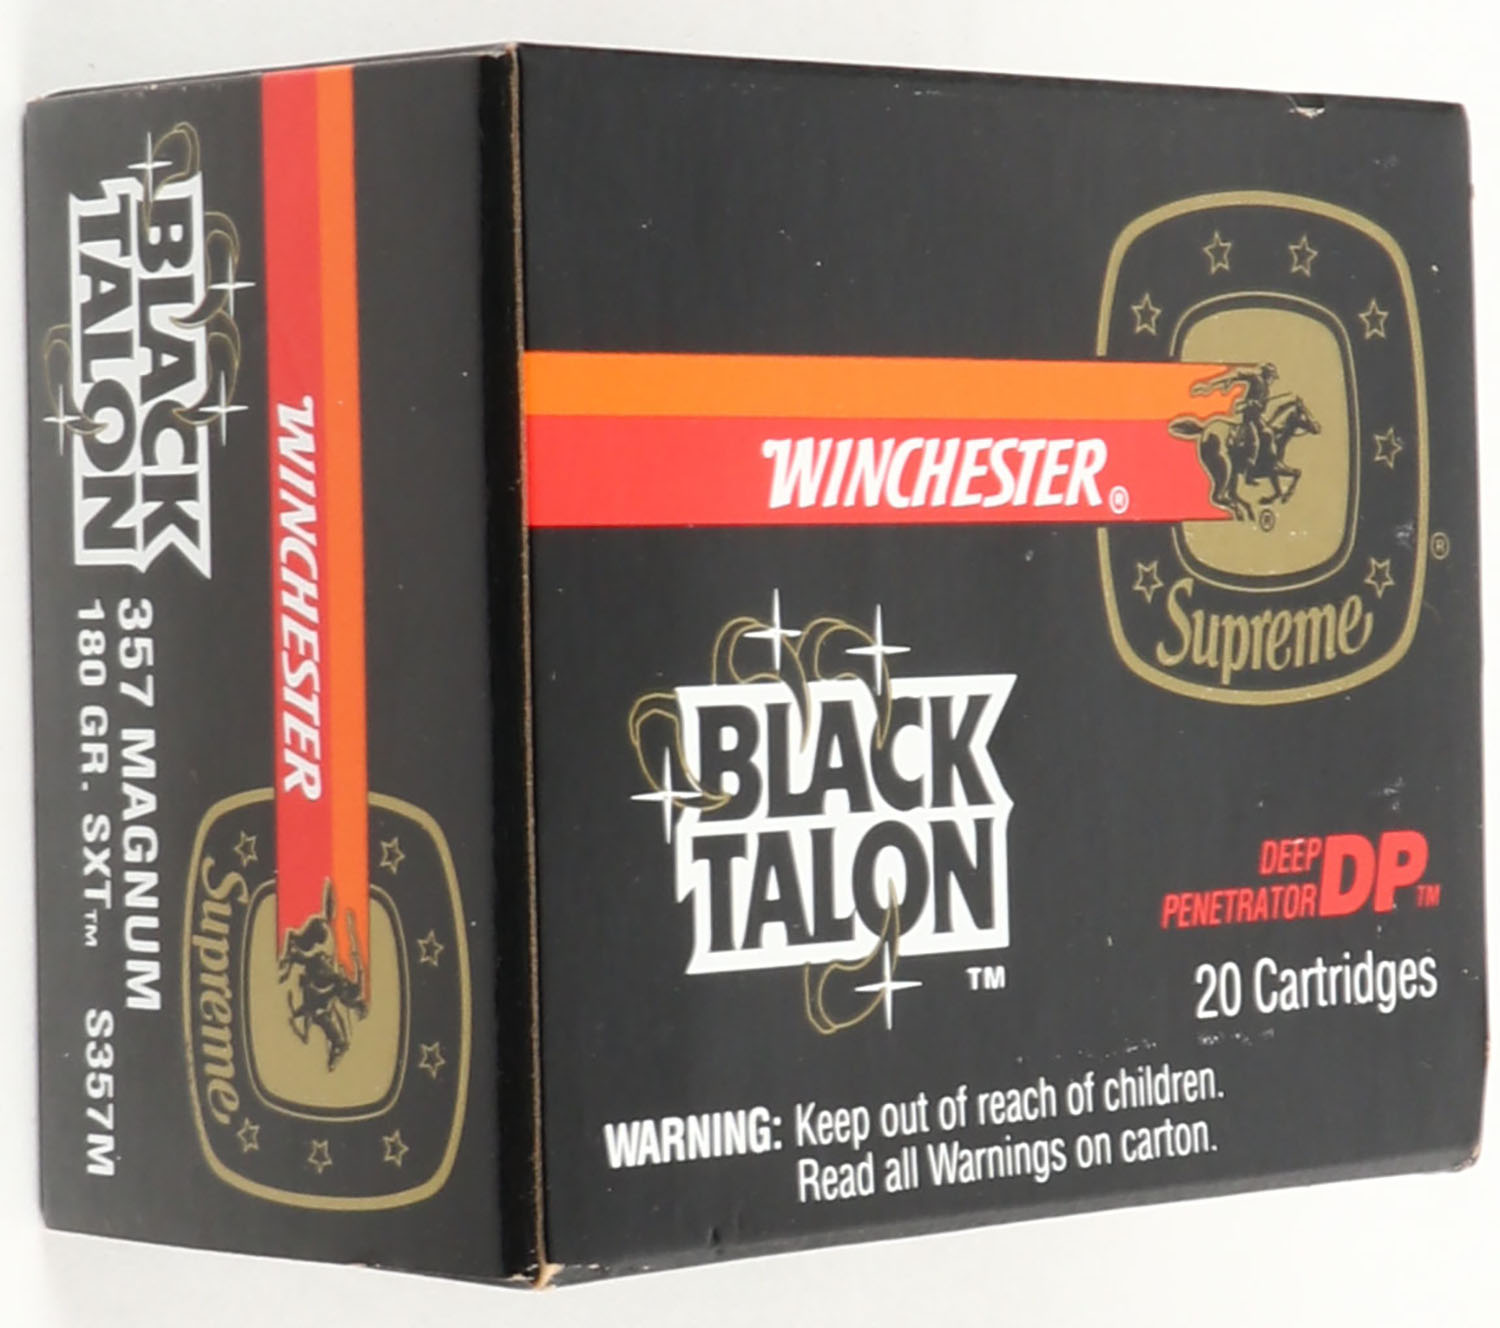 BLACK
TALON
357 MAGNUM
180 GR. SXT™ S357M
WINCHESTER
Supreme
WINCHESTER®
®
®
Supreme
BLACK
TALON
™
DEEP
PENETRATOR DP™
20 Cartridges
WARNING: Keep out of reach of children.
Read all Warnings on carton.